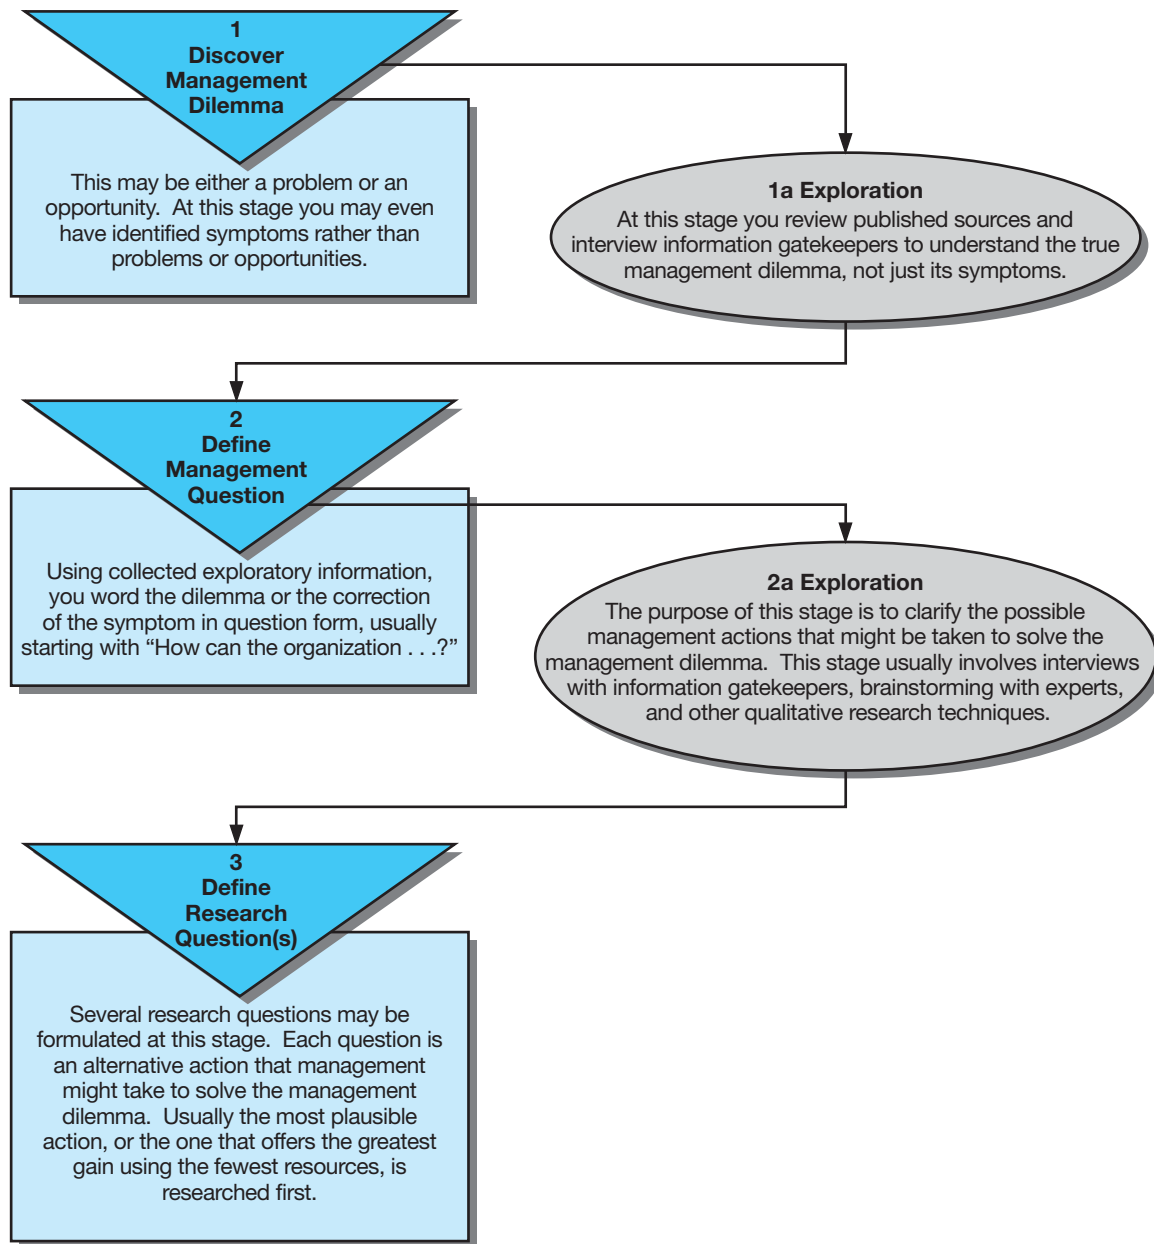 1
Discover
Management
Dilemma
This may be either a problem or an
opportunity.  At this stage you may even
have identified symptoms rather than
problems or opportunities.
1a Exploration
At this stage you review published sources and
interview information gatekeepers to understand the true
management dilemma, not just its symptoms.
2
Define
Management
Question
Using collected exploratory information,
you word the dilemma or the correction
of the symptom in question form, usually
starting with “How can the organization . . .?”
2a Exploration
The purpose of this stage is to clarify the possible
management actions that might be taken to solve the
management dilemma.  This stage usually involves interviews
with information gatekeepers, brainstorming with experts,
and other qualitative research techniques.
3
Define
Research
Question(s)
Several research questions may be
formulated at this stage.  Each question is
an alternative action that management
might take to solve the management
dilemma.  Usually the most plausible
action, or the one that offers the greatest
gain using the fewest resources, is
researched first.